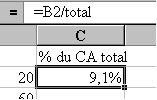 = =B2/total
C
% du CA total
20 9,1%
60